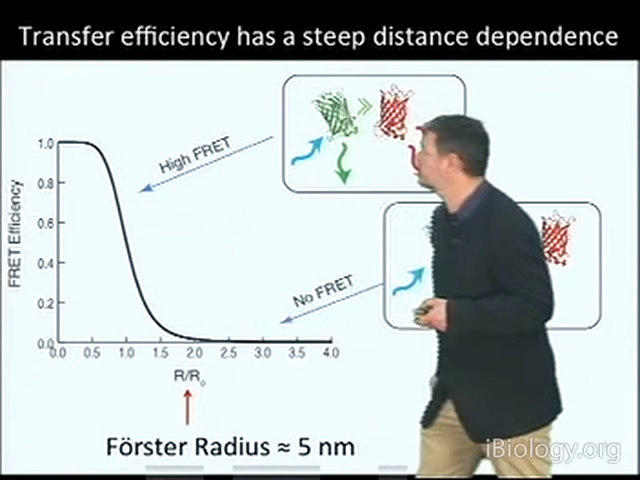 Transfer efficiency has a steep distance dependence
High FRET
FRET Efficiency
1.0
0.8
0.6
0.4
0.2
0.0
No FRET
0.0 0.5 1.0 1.5 2.0 2.5 3.0 3.5 4.0
R/R₀
Förster Radius ≈ 5 nm
iBiology.org